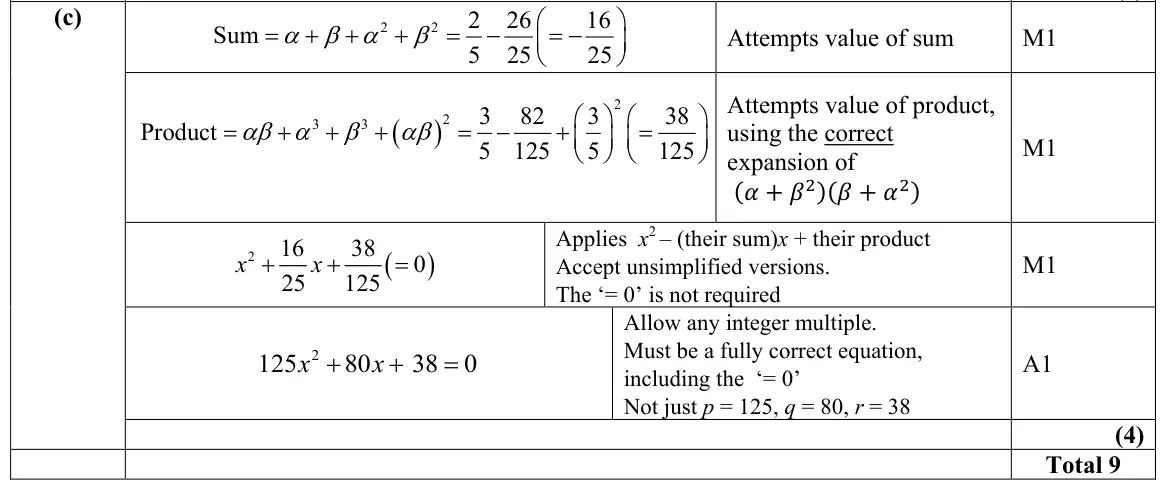 (c)
Sum = α + β + α² + β² = 2/5 − 26/25 (= − 16/25)
Attempts value of sum
M1
Product = αβ + α³ + β³ + (αβ)² = 3/5 − 82/125 + (3/5)² (= 38/125)
Attempts value of product,
using the correct
expansion of
(α + β²)(β + α²)
M1
x² + 16/25 x + 38/125 (= 0)
Applies x² – (their sum)x + their product
Accept unsimplified versions.
The ‘= 0’ is not required
M1
125x² + 80x + 38 = 0
Allow any integer multiple.
Must be a fully correct equation,
including the ‘= 0’
Not just p = 125, q = 80, r = 38
A1
(4)
Total 9